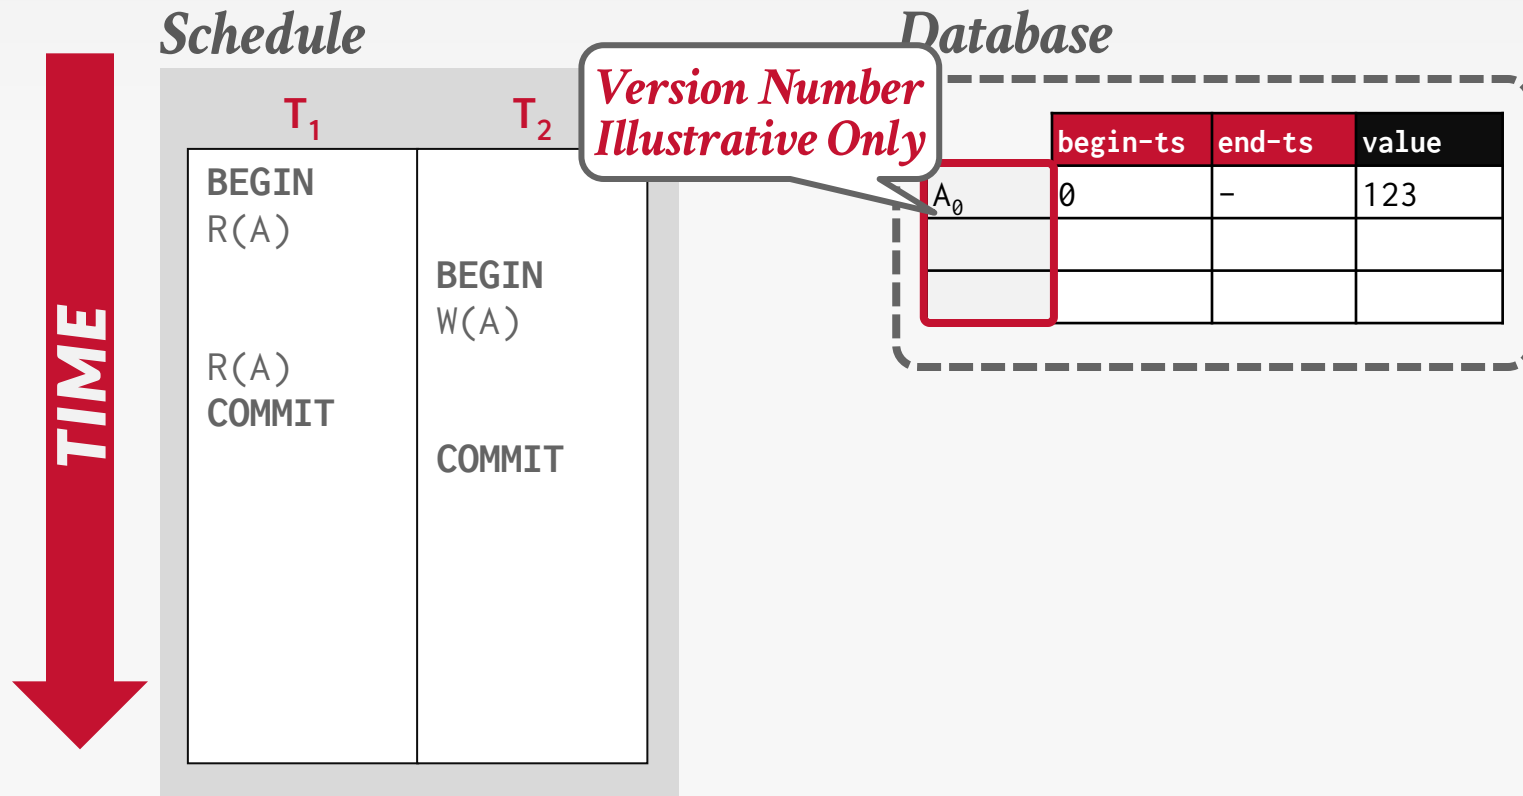 Schedule
Database
Version Number
Illustrative Only
TIME
T₁ T₂
BEGIN
R(A)
BEGIN
W(A)
R(A)
COMMIT
COMMIT
begin-ts end-ts value
A₀ 0 – 123